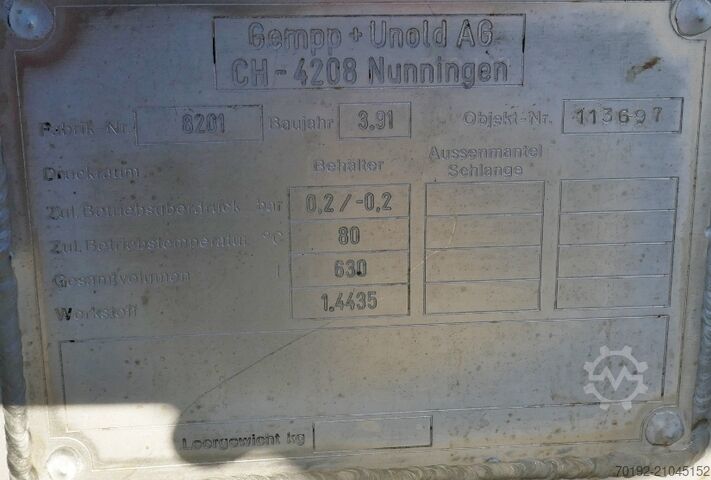 Gempp + Unold AG
CH - 4208 Nunningen
Fabrik-Nr. 8201 Baujahr 3.91 Objekt-Nr. 113697
Druckraum Behälter Aussenmantel
Schlange
Zul. Betriebsüberdruck bar 0,2 / -0,2
Zul. Betriebstemperatur °C 80
Gesamtvolumen l 630
Werkstoff 1.4435
Leergewicht kg
70192-21045152